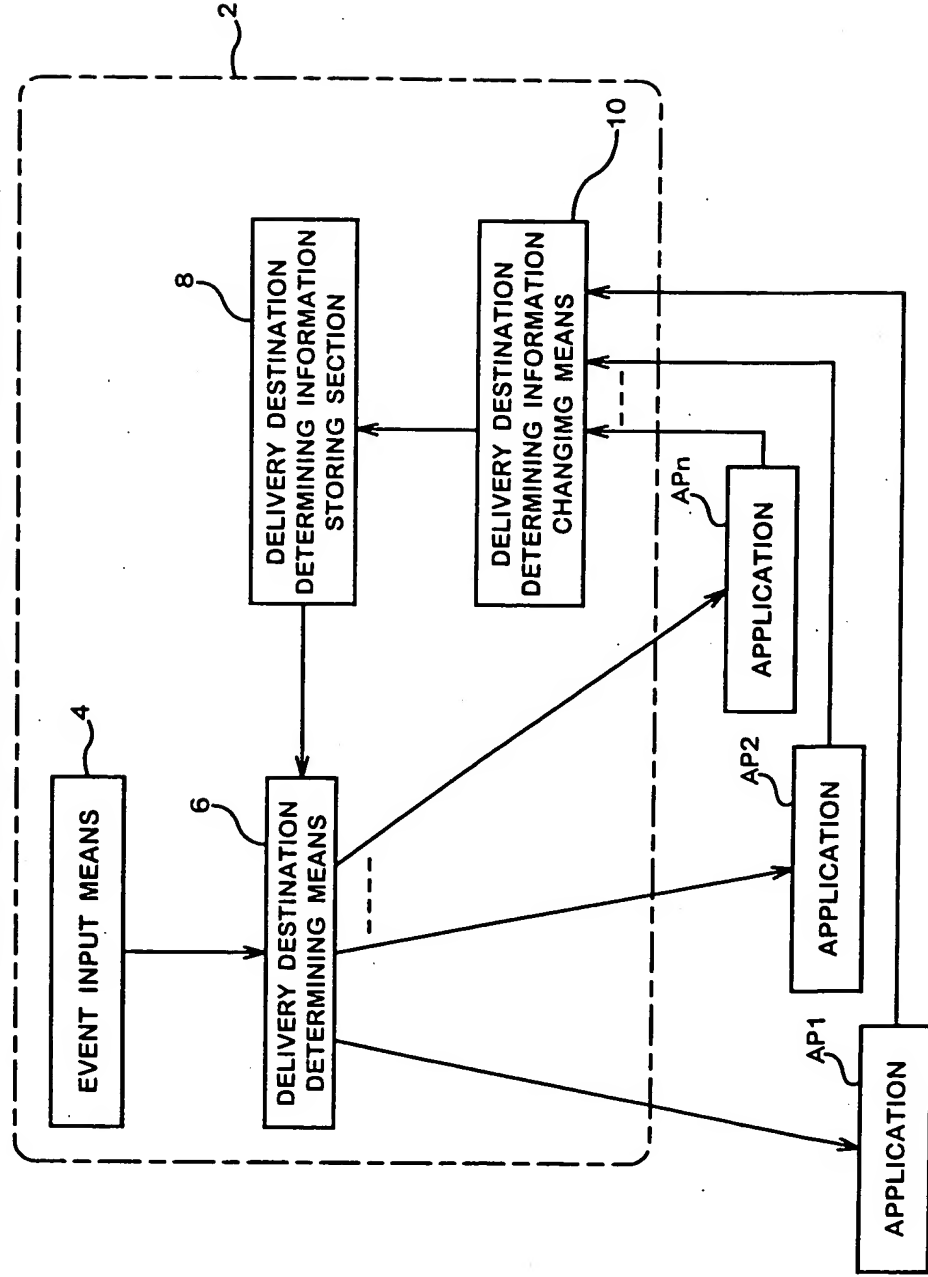 2
4
EVENT INPUT MEANS
6
DELIVERY DESTINATION
DETERMINING MEANS
8
DELIVERY DESTINATION
DETERMINING INFORMATION
STORING SECTION
10
DELIVERY DESTINATION
DETERMINING INFORMATION
CHANGIMG MEANS
AP1
APPLICATION
AP2
APPLICATION
APn
APPLICATION